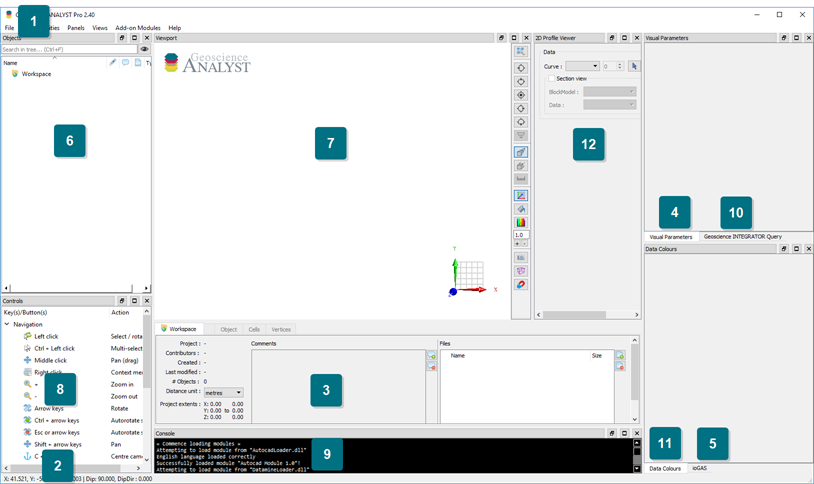 ANALYST Pro 2.40
1
File Panels Views Add-on Modules Help
Objects
Search in tree... (Ctrl+F)
Name
Workspace
6
Viewport
Geoscience
ANALYST
7
Y
X
1.0
+ -
2D Profile Viewer
Data
Curve : 0
Section view
BlockModel :
Data :
12
Visual Parameters
4
10
Visual Parameters Geoscience INTEGRATOR Query
Data Colours
11
5
Data Colours ioGAS
Controls
Key(s)/Button(s) Action
Navigation
Left click Select / rota
Ctrl + Left click Multi-select
Middle click Pan (drag)
Right click Context me
+ Zoom in
- Zoom out
8
Arrow keys Rotate
Ctrl + arrow keys Autorotate s
Esc or arrow keys Autorotate s
Shift + arrow keys Pan
Centre came
2
X: 41.521, Y: -5 003 | Dip: 90.000, DipDir : 0.000
Workspace Object Cells Vertices
Project : -
Contributors : -
Created : -
Last modified : -
# Objects : 0
Distance unit : metres
Project extents : X: 0.00 0.00
Y: 0.00 to 0.00
Z: 0.00 0.00
Comments
3
Files
Name Size
Console
= Commence loading modules =
Attempting to load module from "AutocadLoader.dll"
English language loaded correctly
Successfully loaded module "Autocad Module 1.0"!
Attempting to load module from "DatamineLoader.dll"
9